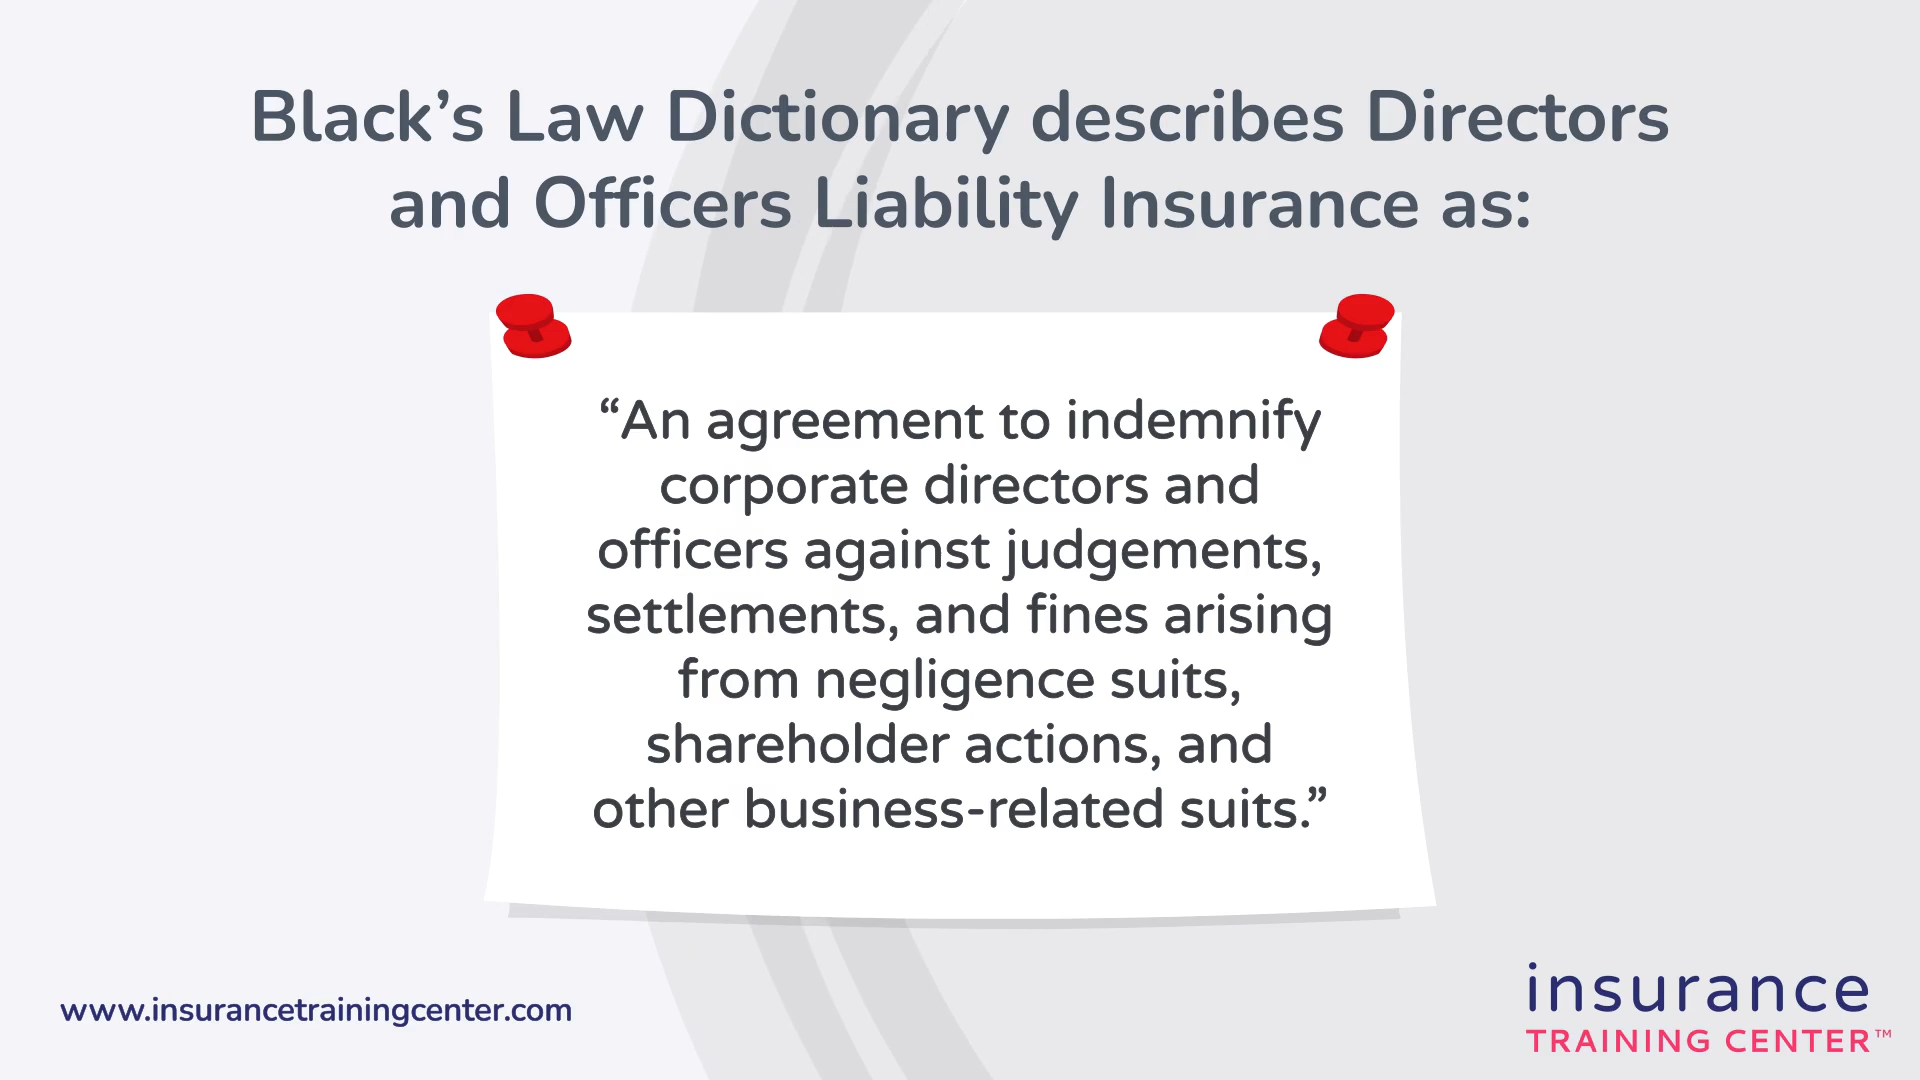 Black’s Law Dictionary describes Directors
and Officers Liability Insurance as:
“An agreement to indemnify
corporate directors and
officers against judgements,
settlements, and fines arising
from negligence suits,
shareholder actions, and
other business-related suits.”
www.insurancetrainingcenter.com
insurance
TRAINING CENTER™